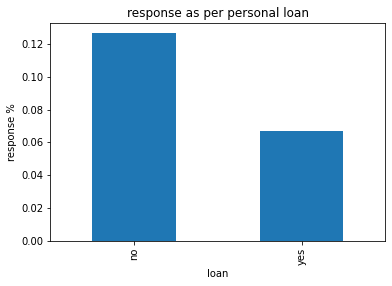 response as per personal loan
response %
0.12
0.10
0.08
0.06
0.04
0.02
0.00
no
yes
loan